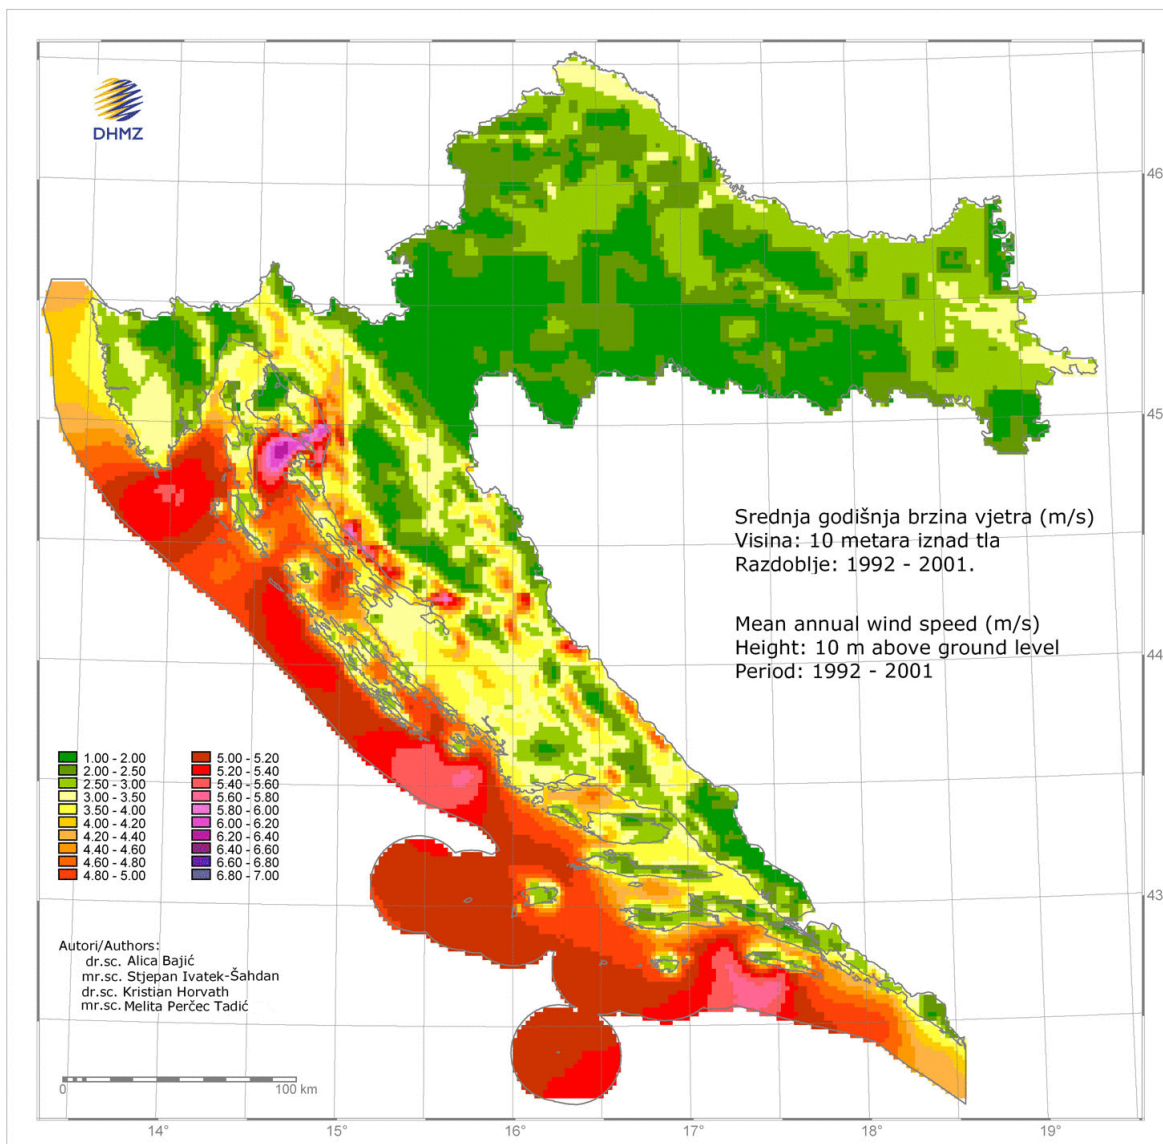 DHMZ
46
45
Srednja godišnja brzina vjetra (m/s)
Visina: 10 metara iznad tla
Razdoblje: 1992 - 2001.
Mean annual wind speed (m/s)
Height: 10 m above ground level
Period: 1992 - 2001
44
1.00 - 2.00
2.00 - 2.50
2.50 - 3.00
3.00 - 3.50
3.50 - 4.00
4.00 - 4.20
4.20 - 4.40
4.40 - 4.60
4.60 - 4.80
4.80 - 5.00
5.00 - 5.20
5.20 - 5.40
5.40 - 5.60
5.60 - 5.80
5.80 - 6.00
6.00 - 6.20
6.20 - 6.40
6.40 - 6.60
6.60 - 6.80
6.80 - 7.00
43
Autori/Authors:
dr.sc. Alica Bajić
mr.sc. Stjepan Ivatek-Šahdan
dr.sc. Kristian Horvath
mr.sc. Melita Perčec Tadić
0 100 km
14° 15° 16° 17° 18° 19°